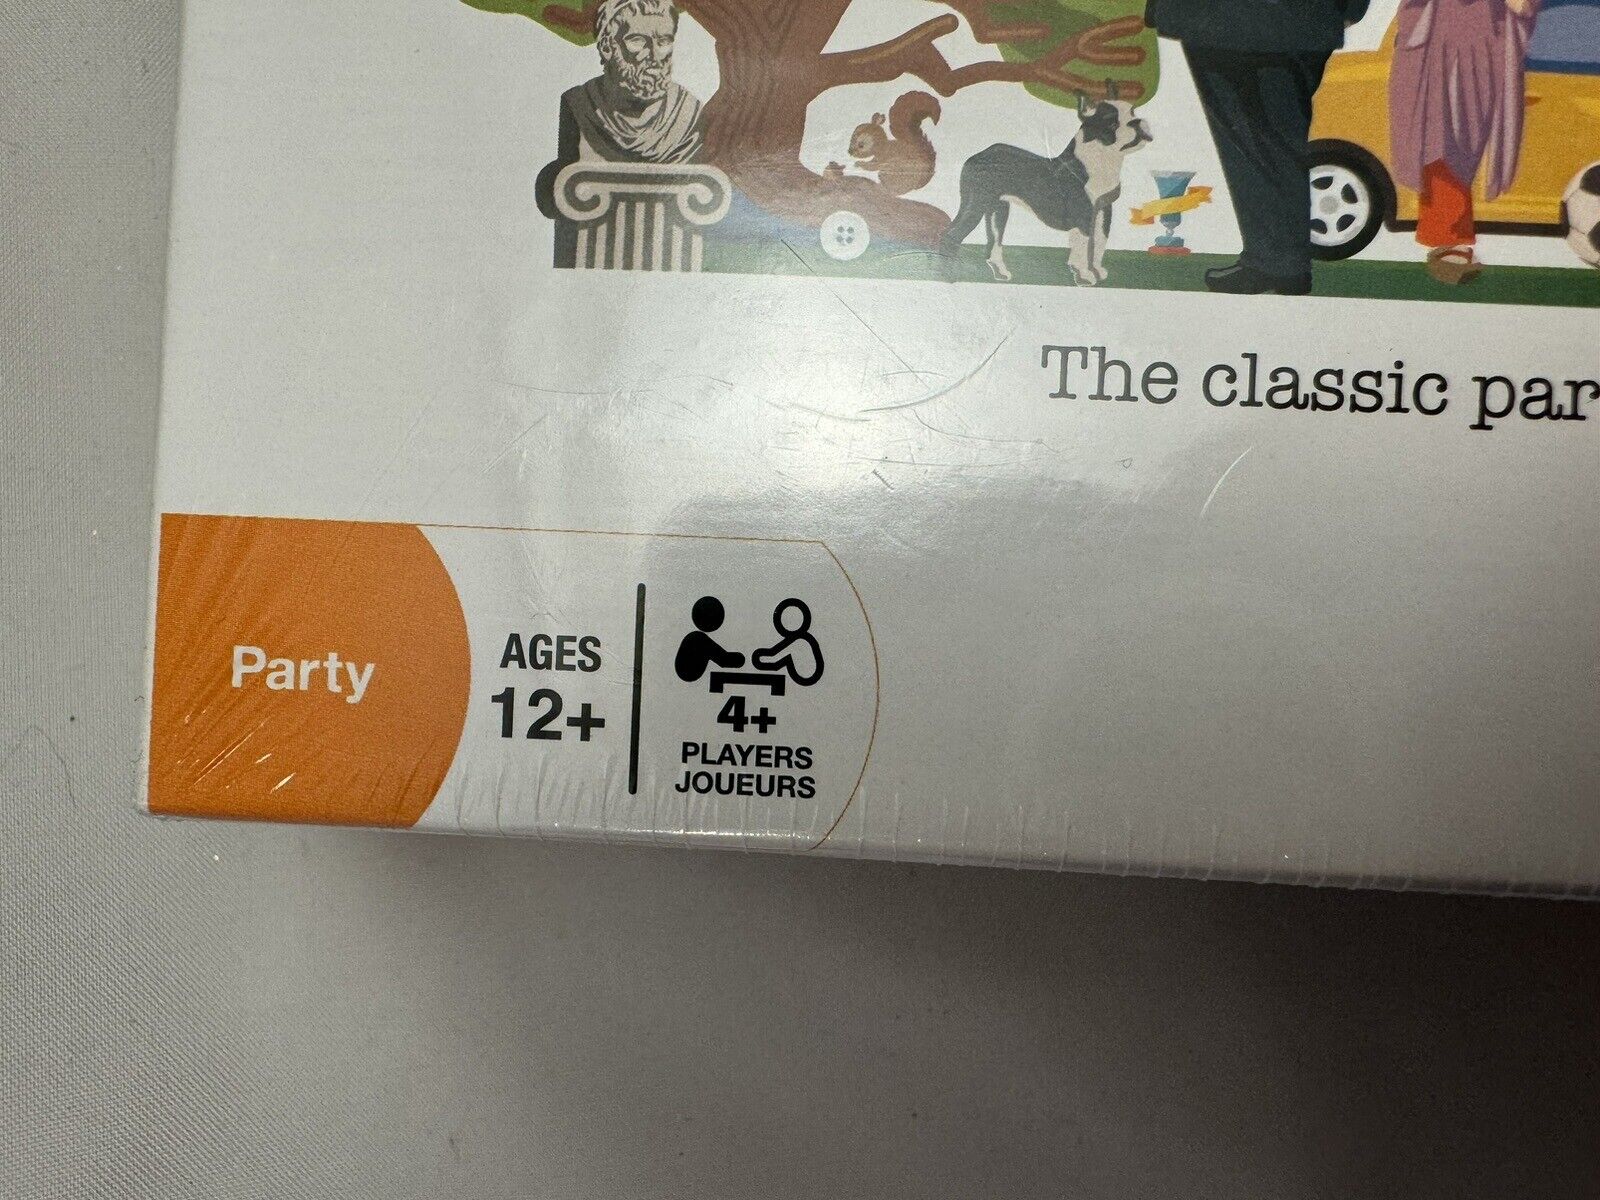 The classic par
Party
AGES
12+
4+
PLAYERS
JOUEURS